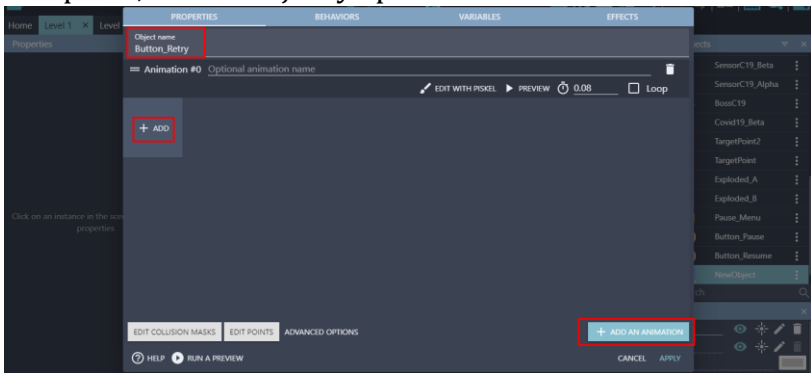 PROPERTIES BEHAVIORS VARIABLES EFFECTS
Home Level 1 × Level
Properties
Object name
Button_Retry
Animation #0 Optional animation name
EDIT WITH PISKEL PREVIEW 0.08 Loop
+ ADD
SensorC19_Beta
SensorC19_Alpha
BossC19
Covid19_Beta
TargetPoint2
TargetPoint
Exploded_A
Exploded_B
Pause_Menu
Button_Pause
Button_Resume
NewObject
Click on an instance in the
properties
EDIT COLLISION MASKS EDIT POINTS ADVANCED OPTIONS + ADD AN ANIMATION
HELP RUN A PREVIEW CANCEL APPLY